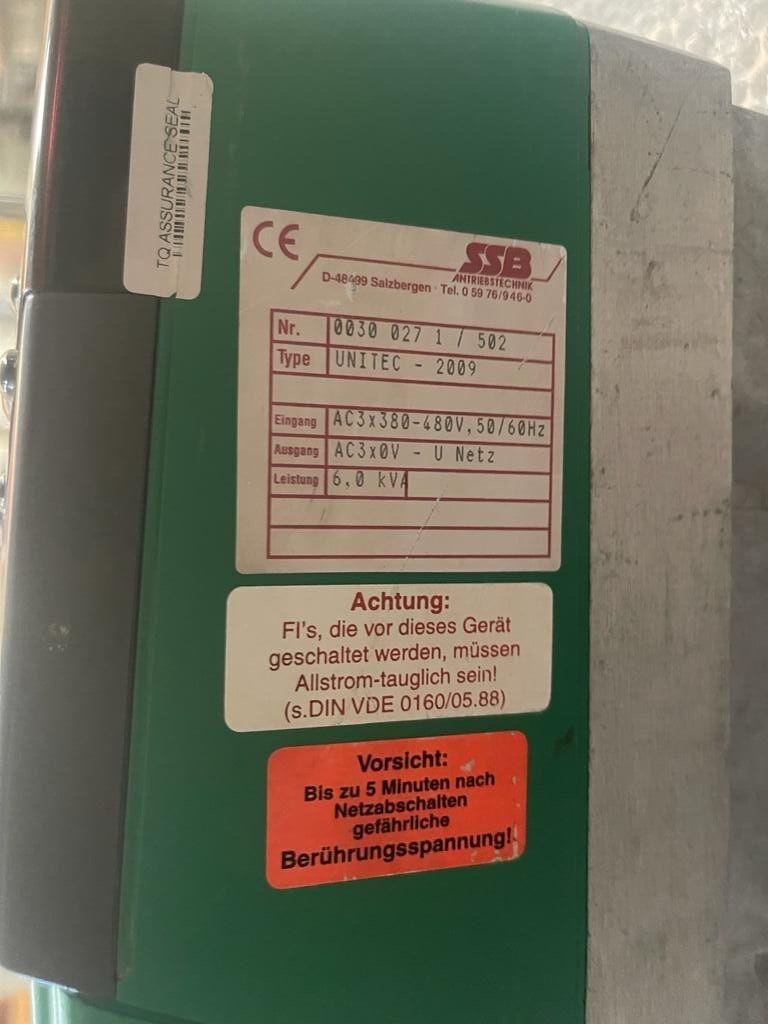 TQ ASSURANCE SEAL
CE
SSB
ANTRIEBSTECHNIK
D-48499 Salzbergen · Tel. 0 59 76/9 46-0
Nr. 0030 027 1 / 502
Type UNITEC - 2009
Eingang AC3x380-480V,50/60Hz
Ausgang AC3x0V - U Netz
Leistung 6,0 kVA
Achtung:
FI's, die vor dieses Gerät
geschaltet werden, müssen
Allstrom-tauglich sein!
(s.DIN VDE 0160/05.88)
Vorsicht:
Bis zu 5 Minuten nach
Netzabschalten
gefährliche
Berührungsspannung!